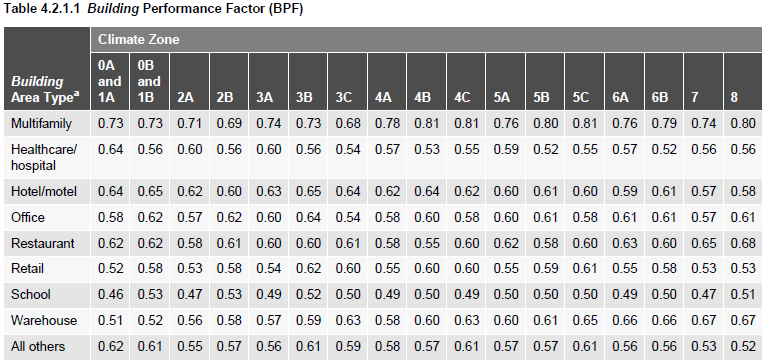 Table 4.2.1.1 Building Performance Factor (BPF)
Building Area Typeᵃ Climate Zone
0A and 1A 0B and 1B 2A 2B 3A 3B 3C 4A 4B 4C 5A 5B 5C 6A 6B 7 8
Multifamily 0.73 0.73 0.71 0.69 0.74 0.73 0.68 0.78 0.81 0.81 0.76 0.80 0.81 0.76 0.79 0.74 0.80
Healthcare/
hospital 0.64 0.56 0.60 0.56 0.60 0.56 0.54 0.57 0.53 0.55 0.59 0.52 0.55 0.57 0.52 0.56 0.56
Hotel/motel 0.64 0.65 0.62 0.60 0.63 0.65 0.64 0.62 0.64 0.62 0.60 0.61 0.60 0.59 0.61 0.57 0.58
Office 0.58 0.62 0.57 0.62 0.60 0.64 0.54 0.58 0.60 0.58 0.60 0.61 0.58 0.61 0.61 0.57 0.61
Restaurant 0.62 0.62 0.58 0.61 0.60 0.60 0.61 0.58 0.55 0.60 0.62 0.58 0.60 0.63 0.60 0.65 0.68
Retail 0.52 0.58 0.53 0.58 0.54 0.62 0.60 0.55 0.60 0.60 0.55 0.59 0.61 0.55 0.58 0.53 0.53
School 0.46 0.53 0.47 0.53 0.49 0.52 0.50 0.49 0.50 0.49 0.50 0.50 0.50 0.49 0.50 0.47 0.51
Warehouse 0.51 0.52 0.56 0.58 0.57 0.59 0.63 0.58 0.60 0.63 0.60 0.61 0.65 0.66 0.66 0.67 0.67
All others 0.62 0.61 0.55 0.57 0.56 0.61 0.59 0.58 0.57 0.61 0.57 0.57 0.61 0.56 0.56 0.53 0.52